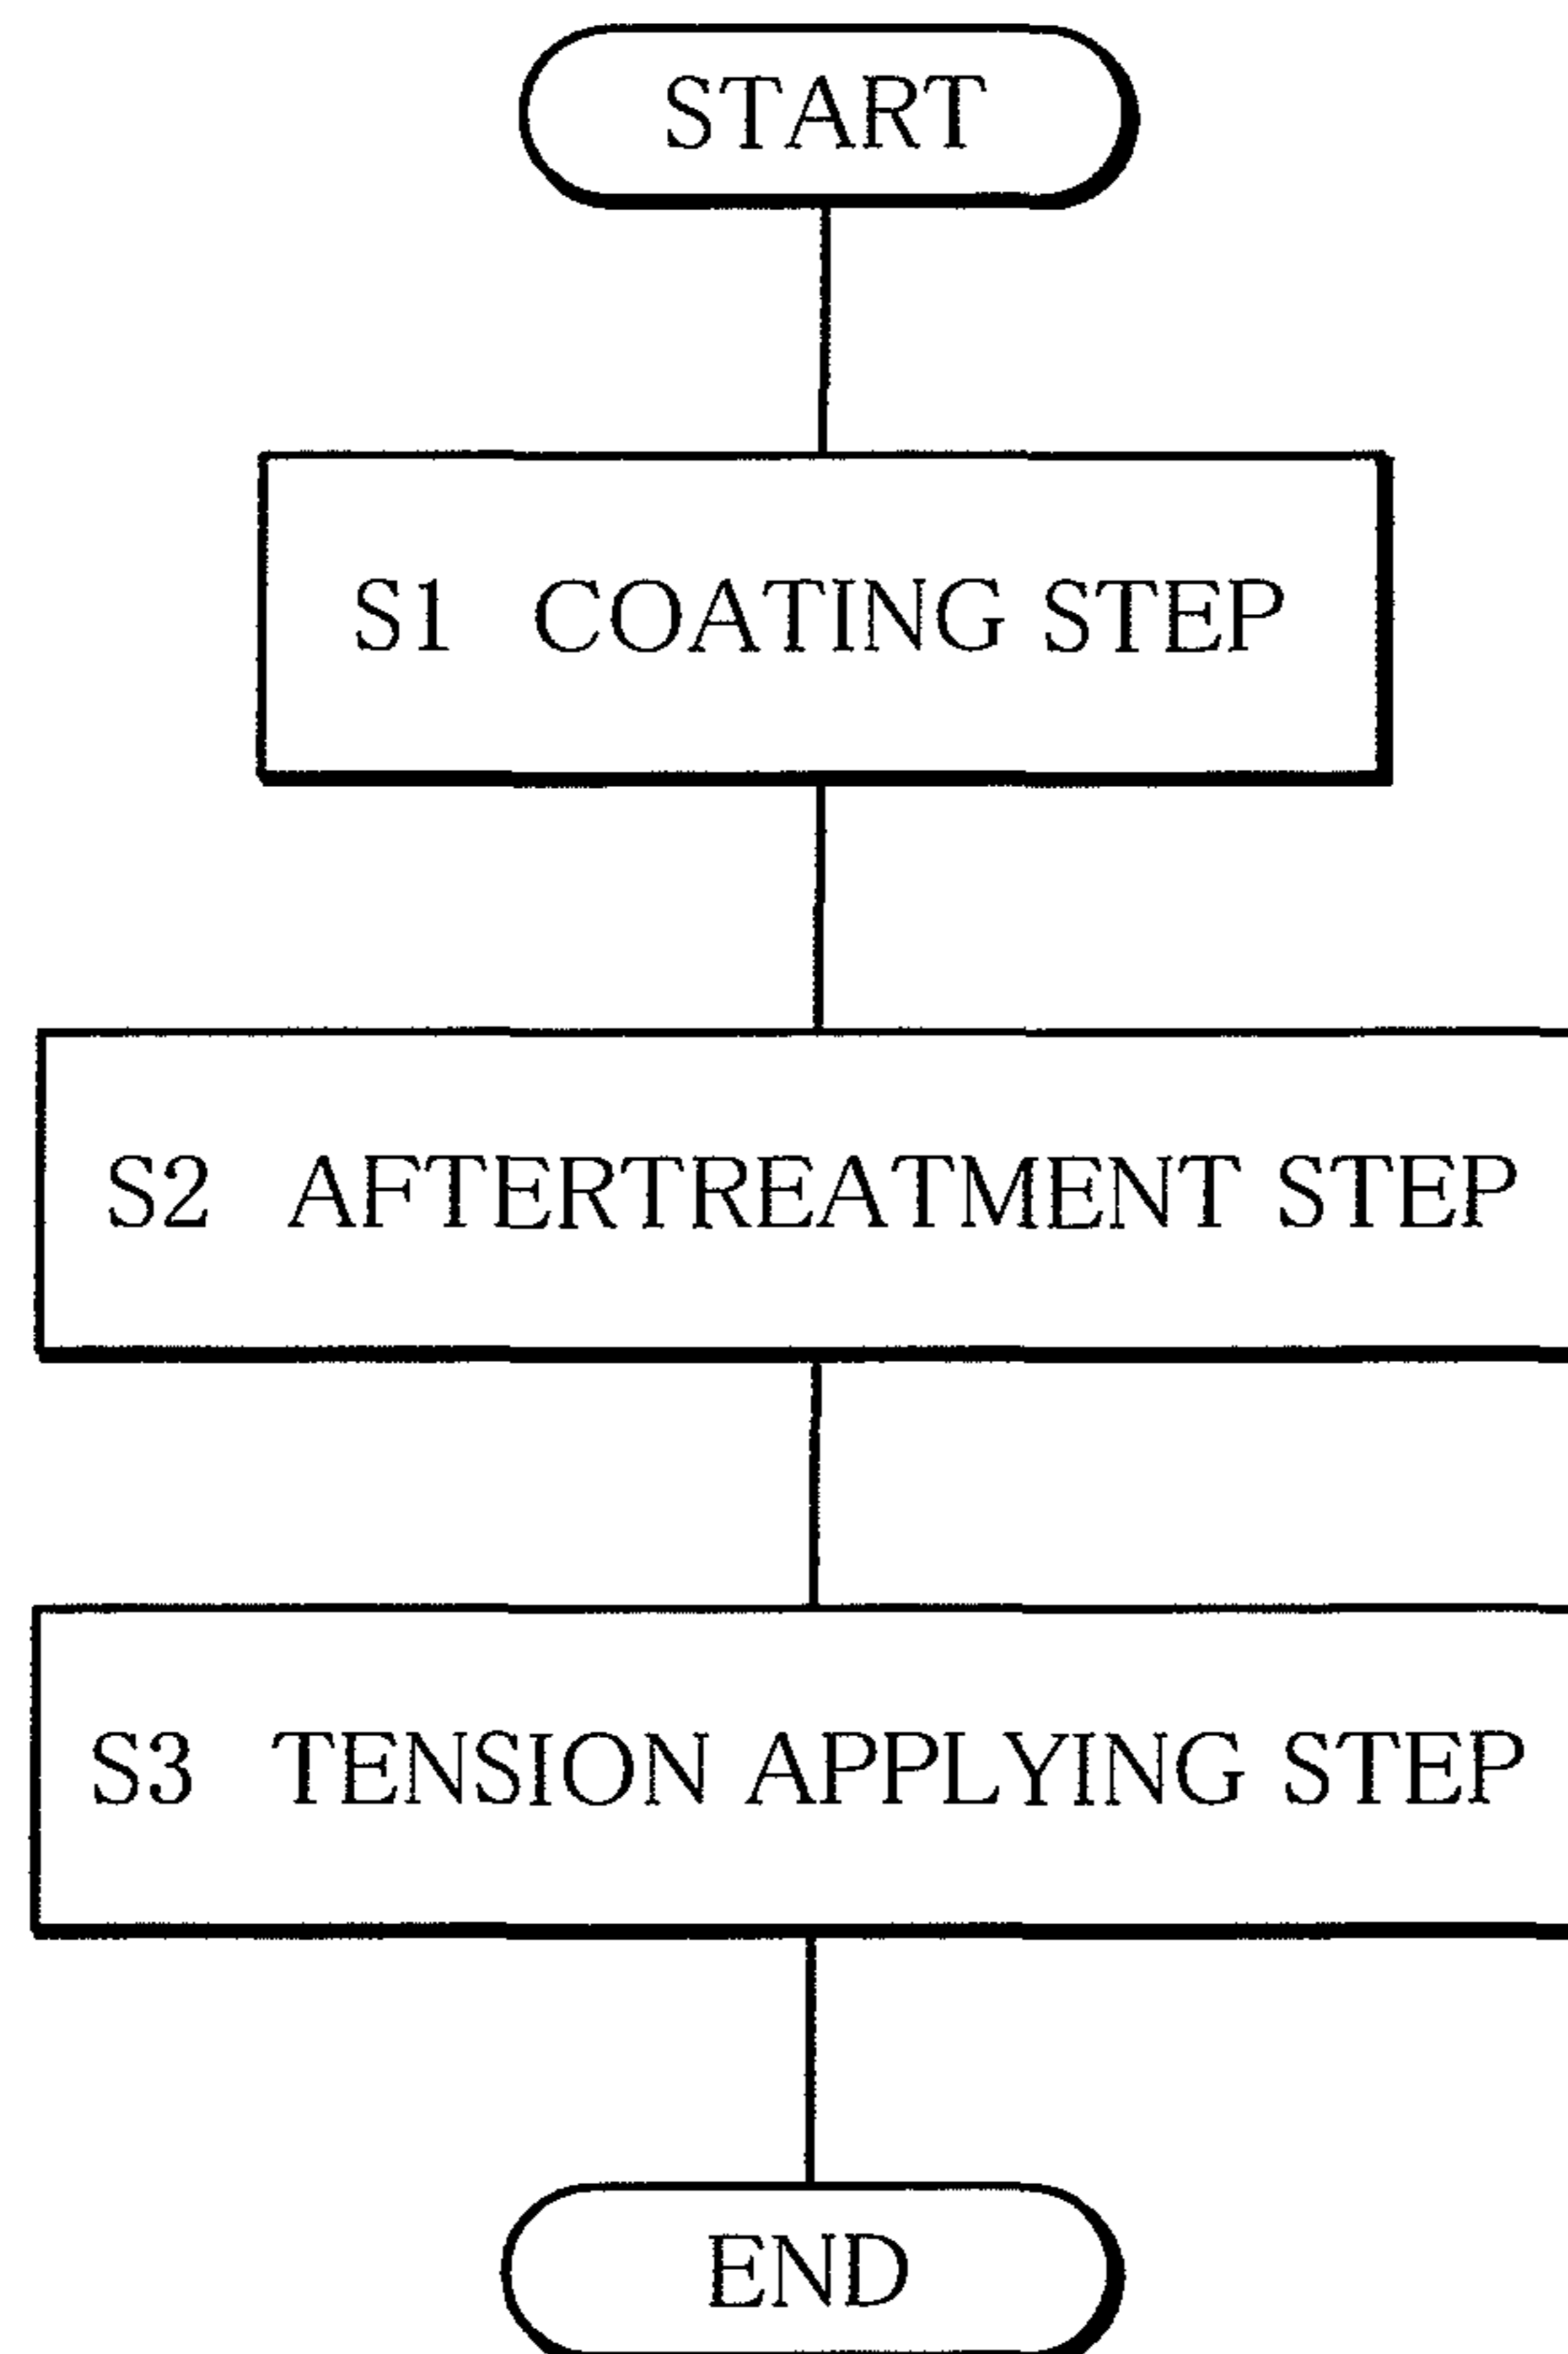 START
S1 COATING STEP
S2 AFTERTREATMENT STEP
S3 TENSION APPLYING STEP
END